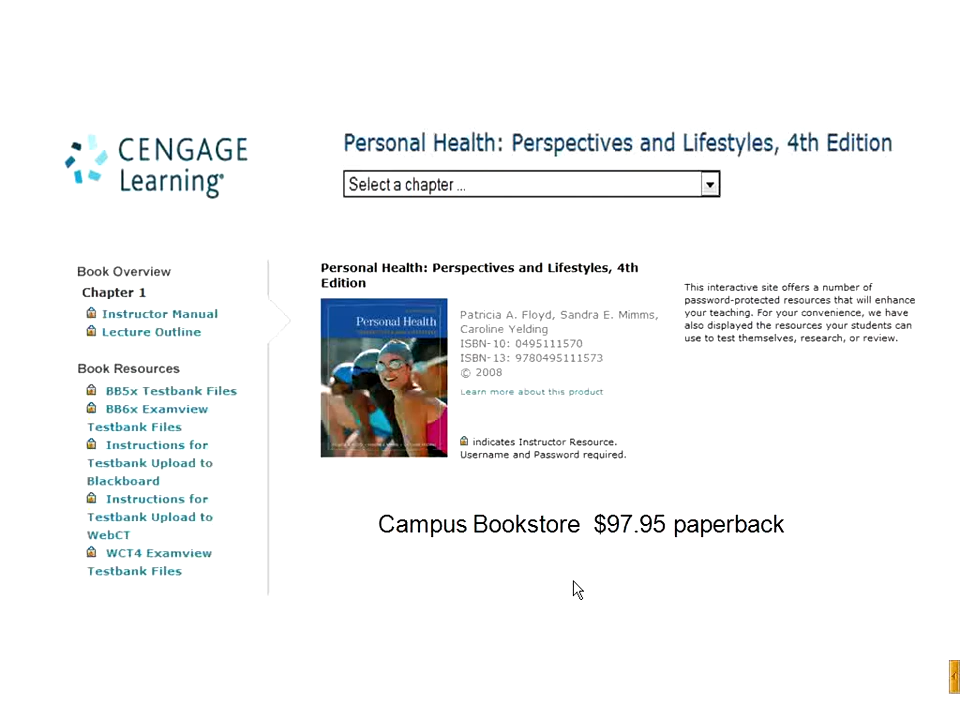 CENGAGE
Learning®
Personal Health: Perspectives and Lifestyles, 4th Edition
Select a chapter ...
Book Overview
Chapter 1
Instructor Manual
Lecture Outline
Book Resources
BB5x Testbank Files
BB6x Examview
Testbank Files
Instructions for
Testbank Upload to
Blackboard
Instructions for
Testbank Upload to
WebCT
WCT4 Examview
Testbank Files
Personal Health: Perspectives and Lifestyles, 4th
Edition
Personal Health
Patricia A. Floyd, Sandra E. Mimms,
Caroline Yelding
ISBN-10: 0495111570
ISBN-13: 9780495111573
© 2008
Learn more about this product
indicates Instructor Resource.
Username and Password required.
This interactive site offers a number of
password-protected resources that will enhance
your teaching. For your convenience, we have
also displayed the resources your students can
use to test themselves, research, or review.
Campus Bookstore $97.95 paperback